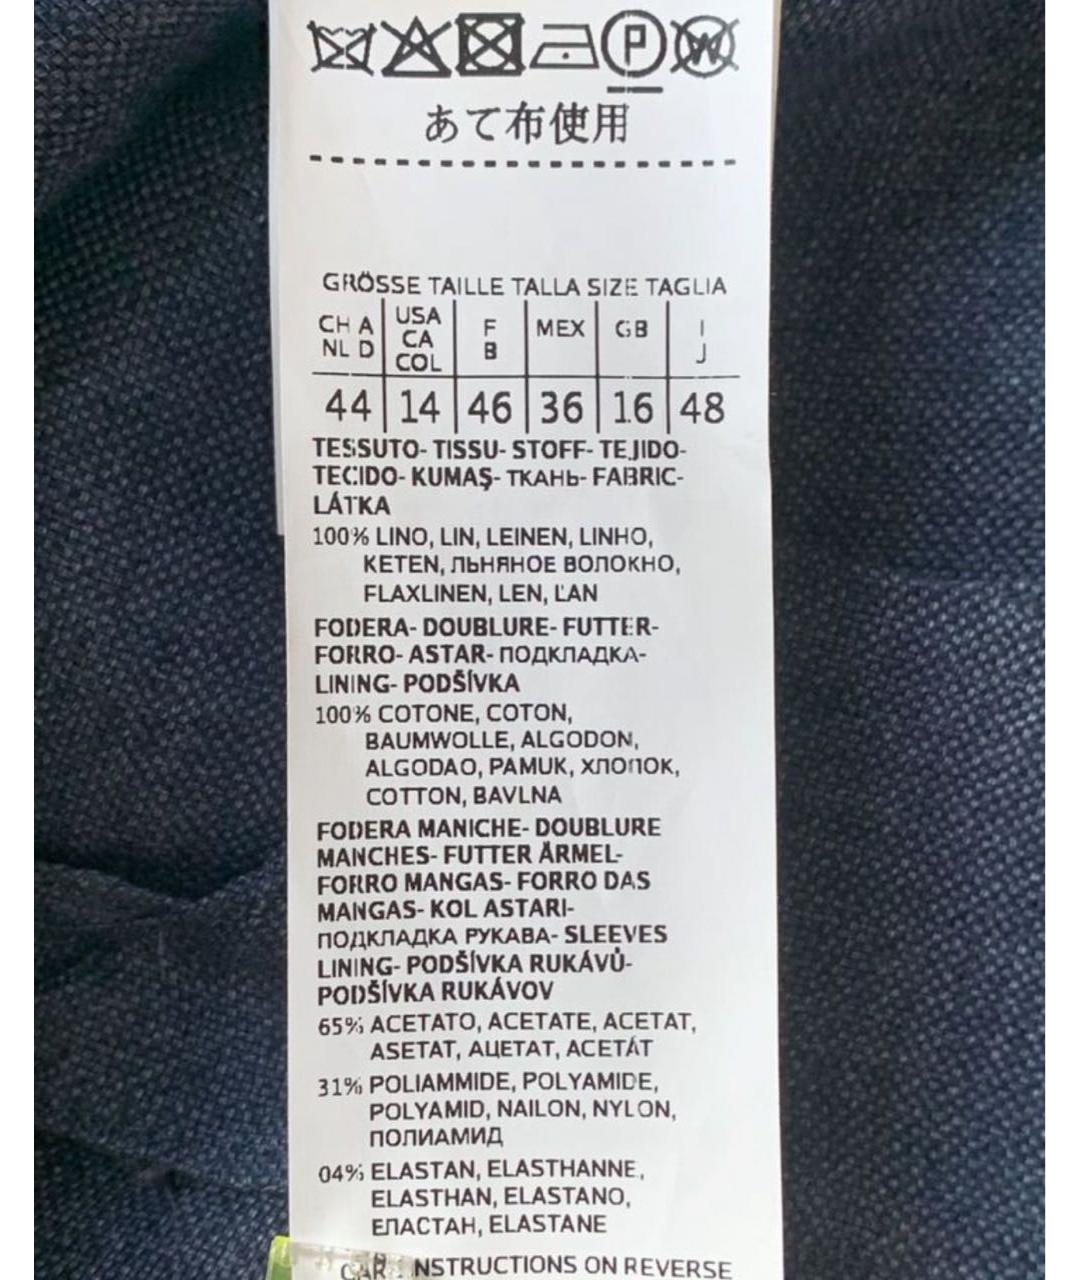 P W
あて布使用
GRÖSSE TAILLE TALLA SIZE TAGLIA
CH A NL D | USA CA COL | F B | MEX | GB | I J
44 | 14 | 46 | 36 | 16 | 48
TESSUTO- TISSU- STOFF- TEJIDO-
TECIDO- KUMAŞ- ТКАНЬ- FABRIC-
LÁTKA
100% LINO, LIN, LEINEN, LINHO,
KETEN, ЛЬНЯНОЕ ВОЛОКНО,
FLAXLINEN, LEN, ĽAN
FODERA- DOUBLURE- FUTTER-
FORRO- ASTAR- ПОДКЛАДКА-
LINING- PODŠÍVKA
100% COTONE, COTON,
BAUMWOLLE, ALGODON,
ALGODAO, PAMUK, ХЛОПОК,
COTTON, BAVLNA
FODERA MANICHE- DOUBLURE
MANCHES- FUTTER ÄRMEL-
FORRO MANGAS- FORRO DAS
MANGAS- KOL ASTARI-
ПОДКЛАДКА РУКАВА- SLEEVES
LINING- PODŠÍVKA RUKÁVŮ-
PODŠÍVKA RUKÁVOV
65% ACETATO, ACETATE, ACETAT,
ASETAT, АЦЕТАТ, ACETÁT
31% POLIAMMIDE, POLYAMIDE,
POLYAMID, NAILON, NYLON,
ПОЛИАМИД
04% ELASTAN, ELASTHANNE,
ELASTHAN, ELASTANO,
ЕЛАСТАН, ELASTANE
CARE INSTRUCTIONS ON REVERSE